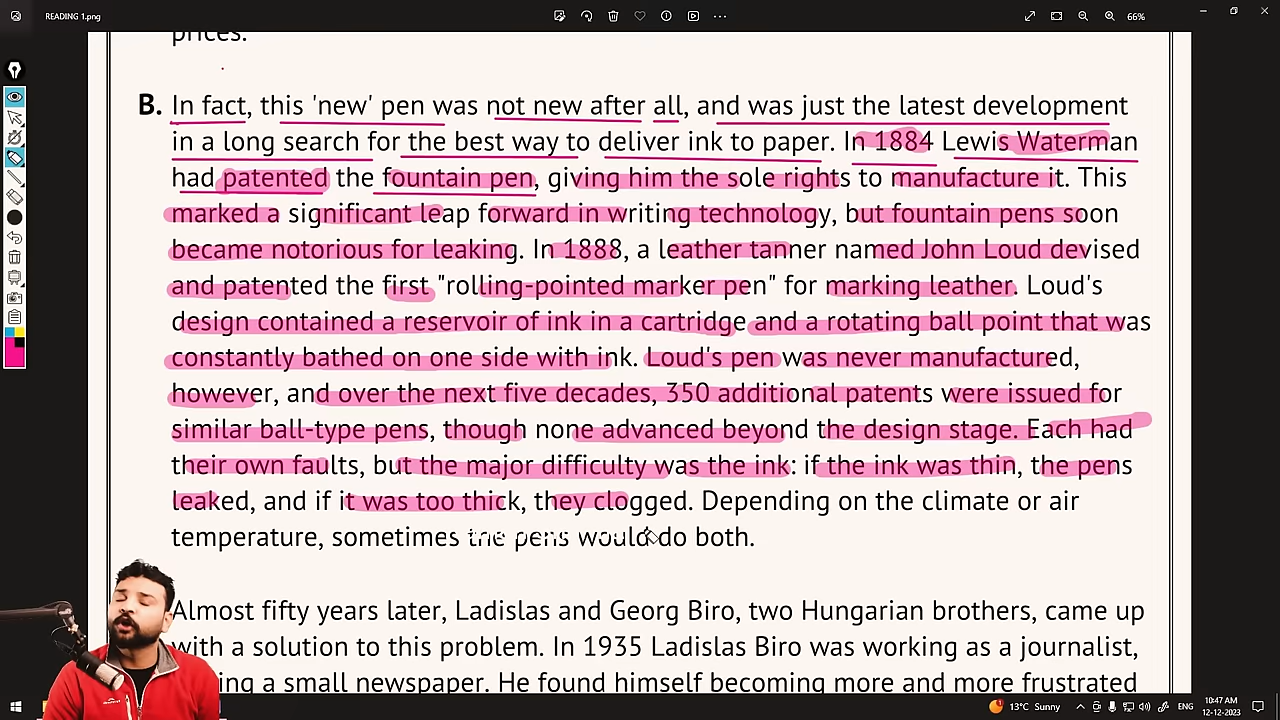 READING 1.png
66%
prices.
B. In fact, this 'new' pen was not new after all, and was just the latest development
in a long search for the best way to deliver ink to paper. In 1884 Lewis Waterman
had patented the fountain pen, giving him the sole rights to manufacture it. This
marked a significant leap forward in writing technology, but fountain pens soon
became notorious for leaking. In 1888, a leather tanner named John Loud devised
and patented the first "rolling-pointed marker pen" for marking leather. Loud's
design contained a reservoir of ink in a cartridge and a rotating ball point that was
constantly bathed on one side with ink. Loud's pen was never manufactured,
however, and over the next five decades, 350 additional patents were issued for
similar ball-type pens, though none advanced beyond the design stage. Each had
their own faults, but the major difficulty was the ink: if the ink was thin, the pens
leaked, and if it was too thick, they clogged. Depending on the climate or air
temperature, sometimes the pens would do both.
Almost fifty years later, Ladislas and Georg Biro, two Hungarian brothers, came up
with a solution to this problem. In 1935 Ladislas Biro was working as a journalist,
a small newspaper. He found himself becoming more and more frustrated
13°C Sunny
ENG
10:47 AM
12-12-2023